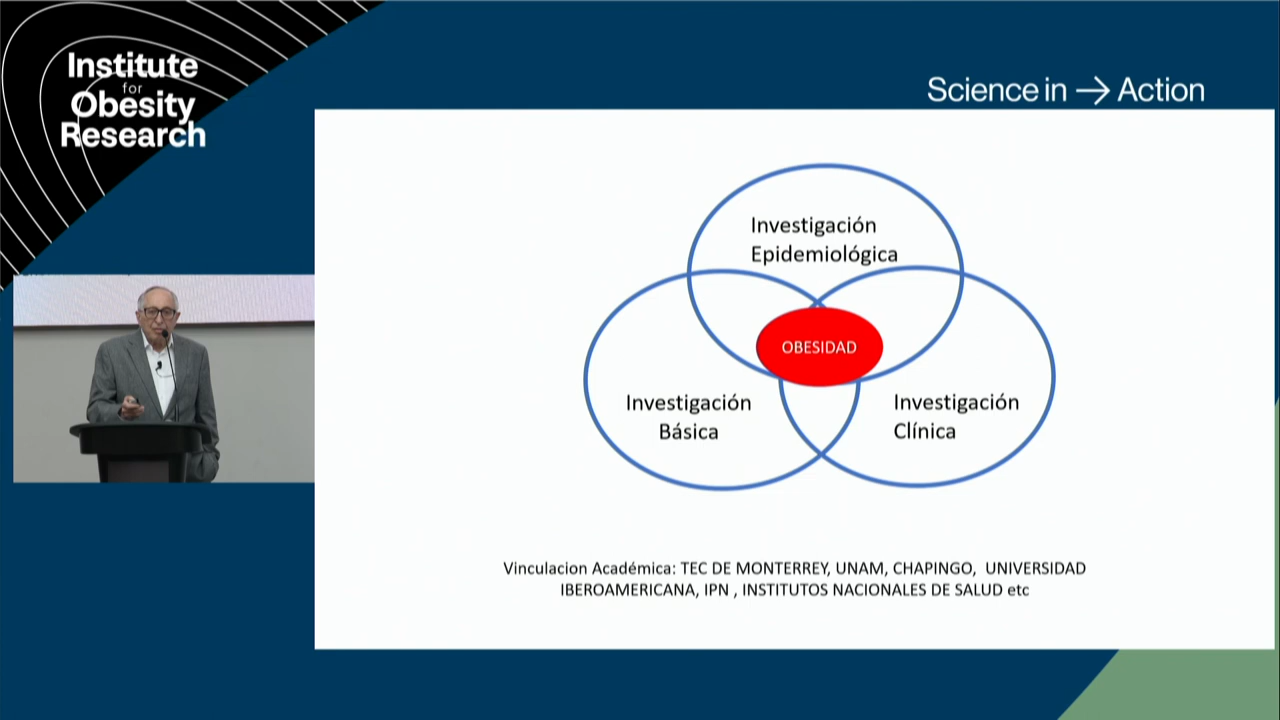 Institute
for
Obesity
Research
Science in → Action
Investigación
Epidemiológica
OBESIDAD
Investigación
Básica
Investigación
Clínica
Vinculacion Académica: TEC DE MONTERREY, UNAM, CHAPINGO, UNIVERSIDAD
IBEROAMERICANA, IPN , INSTITUTOS NACIONALES DE SALUD etc